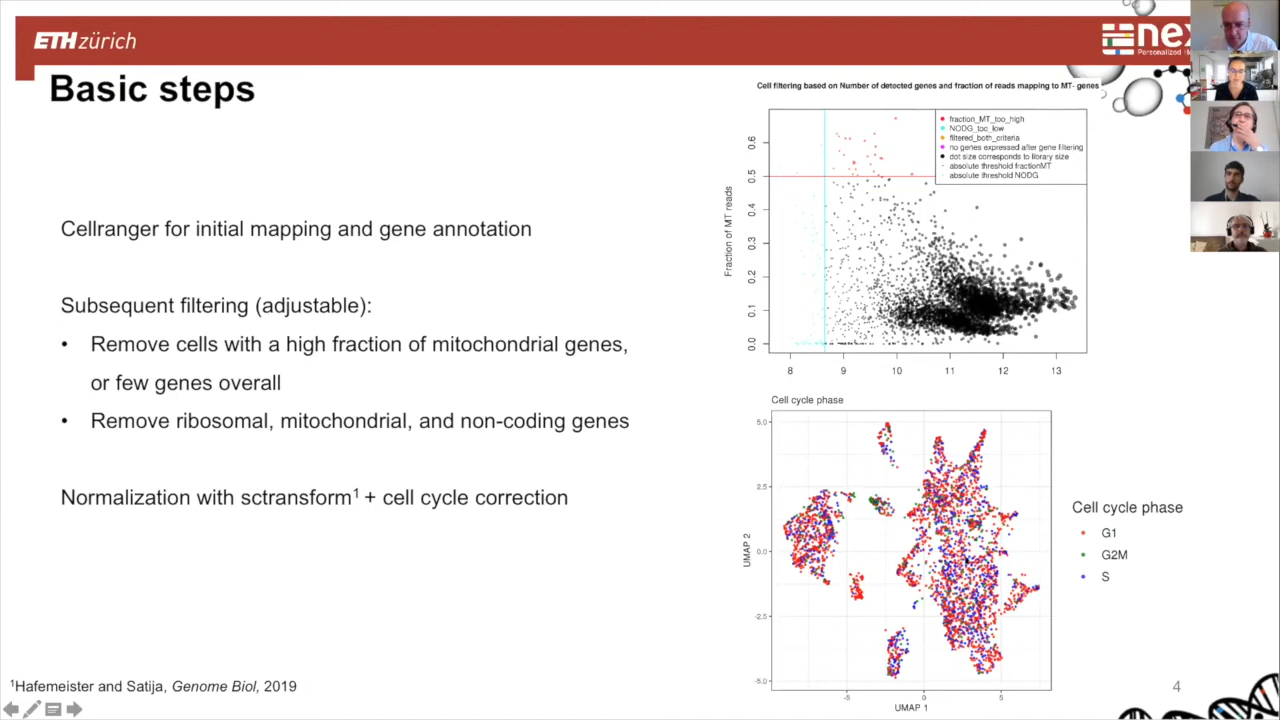 ETH zürich
nex
Personalized
Basic steps
Cellranger for initial mapping and gene annotation
Subsequent filtering (adjustable):
• Remove cells with a high fraction of mitochondrial genes,
or few genes overall
• Remove ribosomal, mitochondrial, and non-coding genes
Normalization with sctransform1 + cell cycle correction
Cell filtering based on Number of detected genes and fraction of reads mapping to MT- genes
fraction_MT_too_high
NODG_too_low
filtered_both_criteria
no genes expressed after gene filtering
dot size corresponds to library size
absolute threshold fractionMT
absolute threshold NODG
Fraction of MT reads
0.6
0.5
0.4
0.3
0.2
0.1
0.0
8 9 10 11 12 13
Cell cycle phase
5.0
2.5
0.0
-2.5
-5.0
UMAP 2
-5 0 5
UMAP 1
Cell cycle phase
G1
G2M
S
1Hafemeister and Satija, Genome Biol, 2019
4